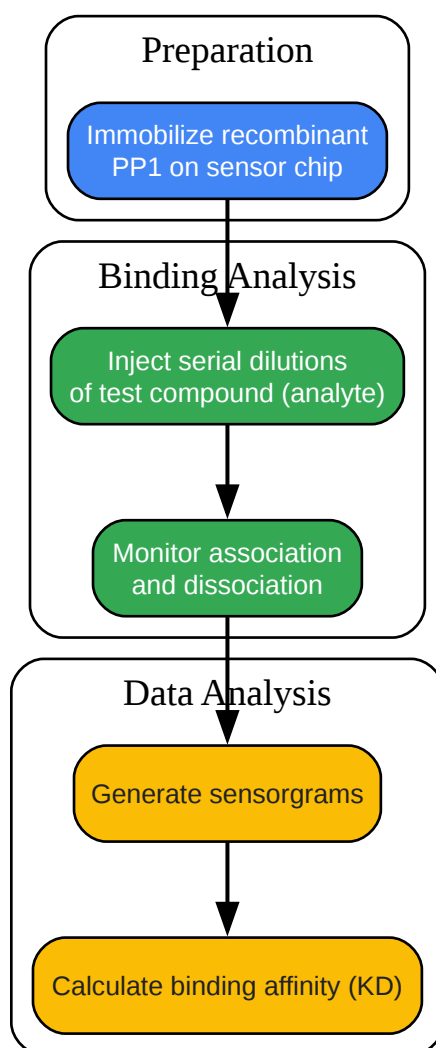 Preparation
Immobilize recombinant
PP1 on sensor chip
Binding Analysis
Inject serial dilutions
of test compound (analyte)
Monitor association
and dissociation
Data Analysis
Generate sensorgrams
Calculate binding affinity (KD)